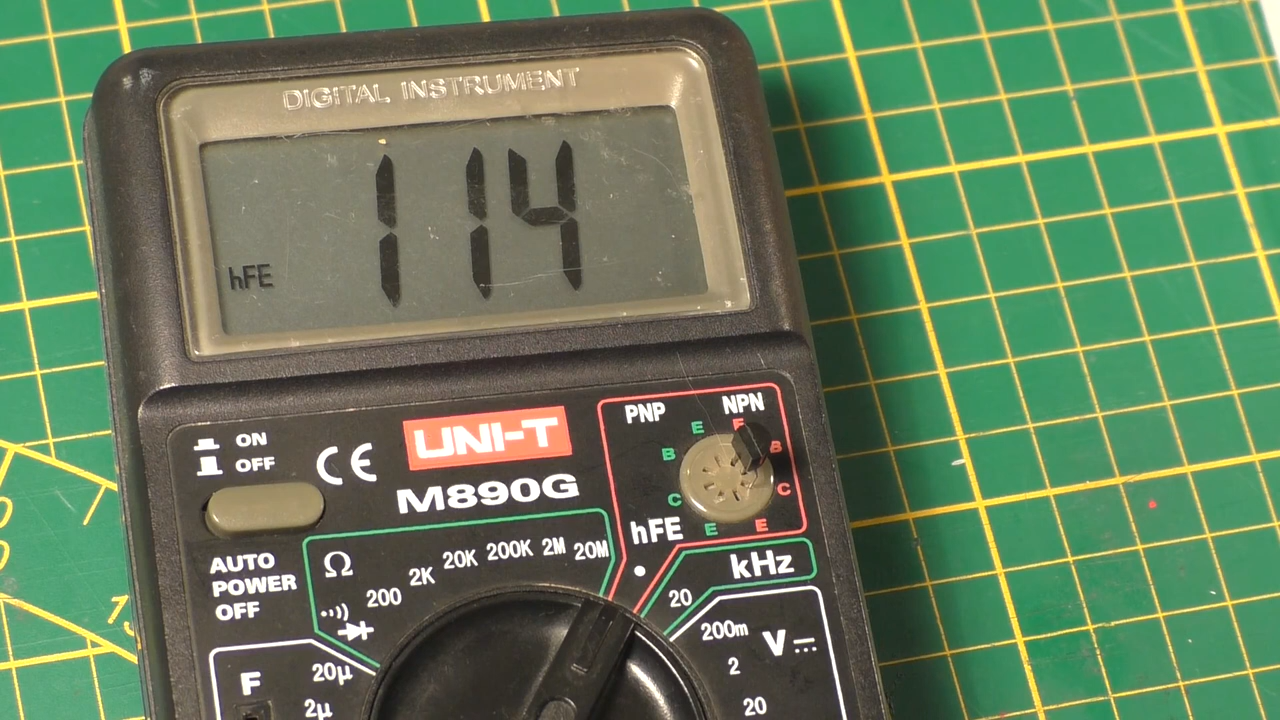 DIGITAL INSTRUMENT
114
hFE
ON
OFF
CE
UNI-T
M890G
PNP NPN
E E
B B
C C
E E
hFE
AUTO
POWER
OFF
Ω
200 2K 20K 200K 2M 20M
kHz
20
200m
2
20
V
F
20μ
2μ